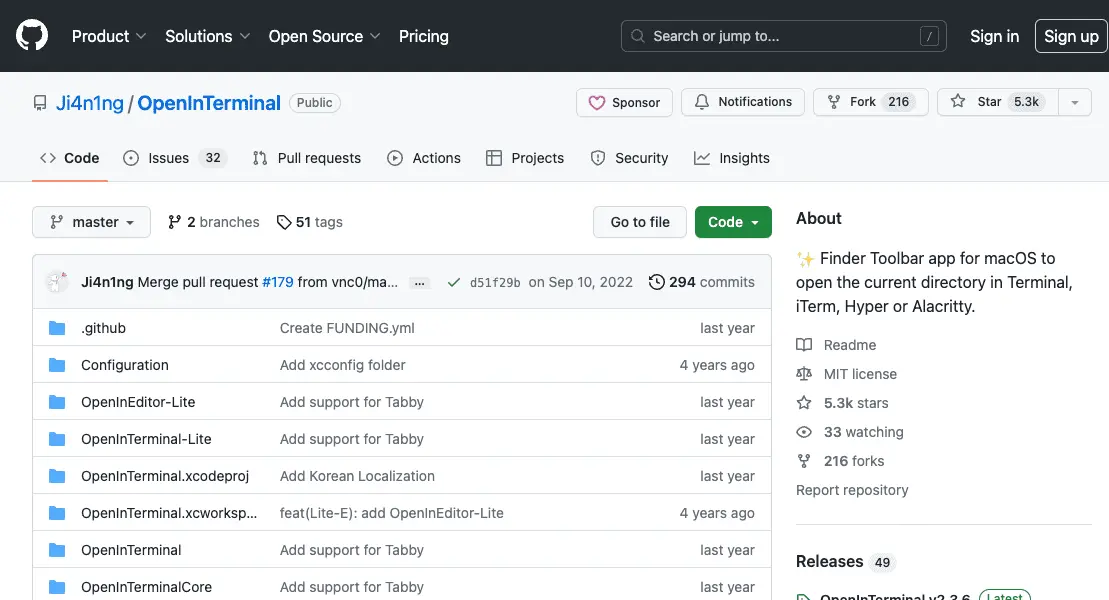 Product Solutions Open Source Pricing Search or jump to... / Sign in Sign up
Ji4n1ng / OpenInTerminal Public Sponsor Notifications Fork 216 Star 5.3k
Code Issues 32 Pull requests Actions Projects Security Insights
master 2 branches 51 tags Go to file Code
Ji4n1ng Merge pull request #179 from vnc0/ma... ... d51f29b on Sep 10, 2022 294 commits
.github Create FUNDING.yml last year
Configuration Add xcconfig folder 4 years ago
OpenInEditor-Lite Add support for Tabby last year
OpenInTerminal-Lite Add support for Tabby last year
OpenInTerminal.xcodeproj Add Korean Localization last year
OpenInTerminal.xcworksp... feat(Lite-E): add OpenInEditor-Lite 4 years ago
OpenInTerminal Add support for Tabby last year
OpenInTerminalCore Add support for Tabby last year
About
✨ Finder Toolbar app for macOS to
open the current directory in Terminal,
iTerm, Hyper or Alacritty.
Readme
MIT license
5.3k stars
33 watching
216 forks
Report repository
Releases 49
OpenInTerminal v2.3.6 Latest